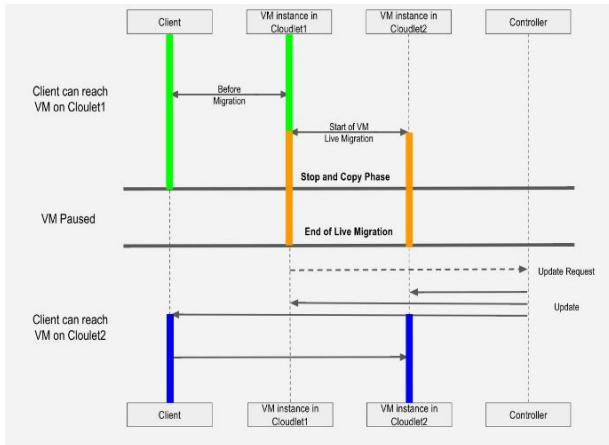 Client
VM instance in
Cloudlet1
VM instance in
Cloudlet2
Controller
Client can reach
VM on Cloulet1
Before
Migration
Start of VM
Live Migration
Stop and Copy Phase
VM Paused
End of Live Migration
Update Request
Update
Client can reach
VM on Cloulet2
Client
VM instance in
Cloudlet1
VM instance in
Cloudlet2
Controller